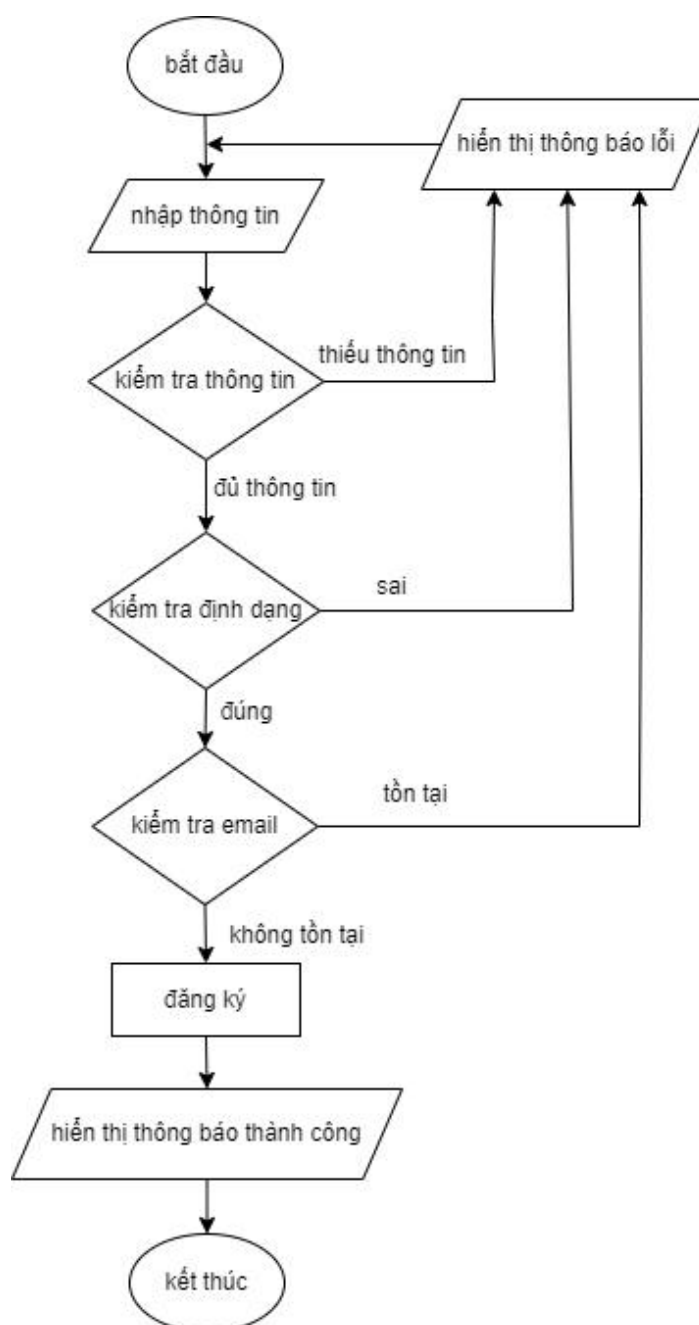 bắt đầu
hiển thị thông báo lỗi
nhập thông tin
thiếu thông tin
kiểm tra thông tin
đủ thông tin
sai
kiểm tra định dạng
đúng
tồn tại
kiểm tra email
không tồn tại
đăng ký
hiển thị thông báo thành công
kết thúc